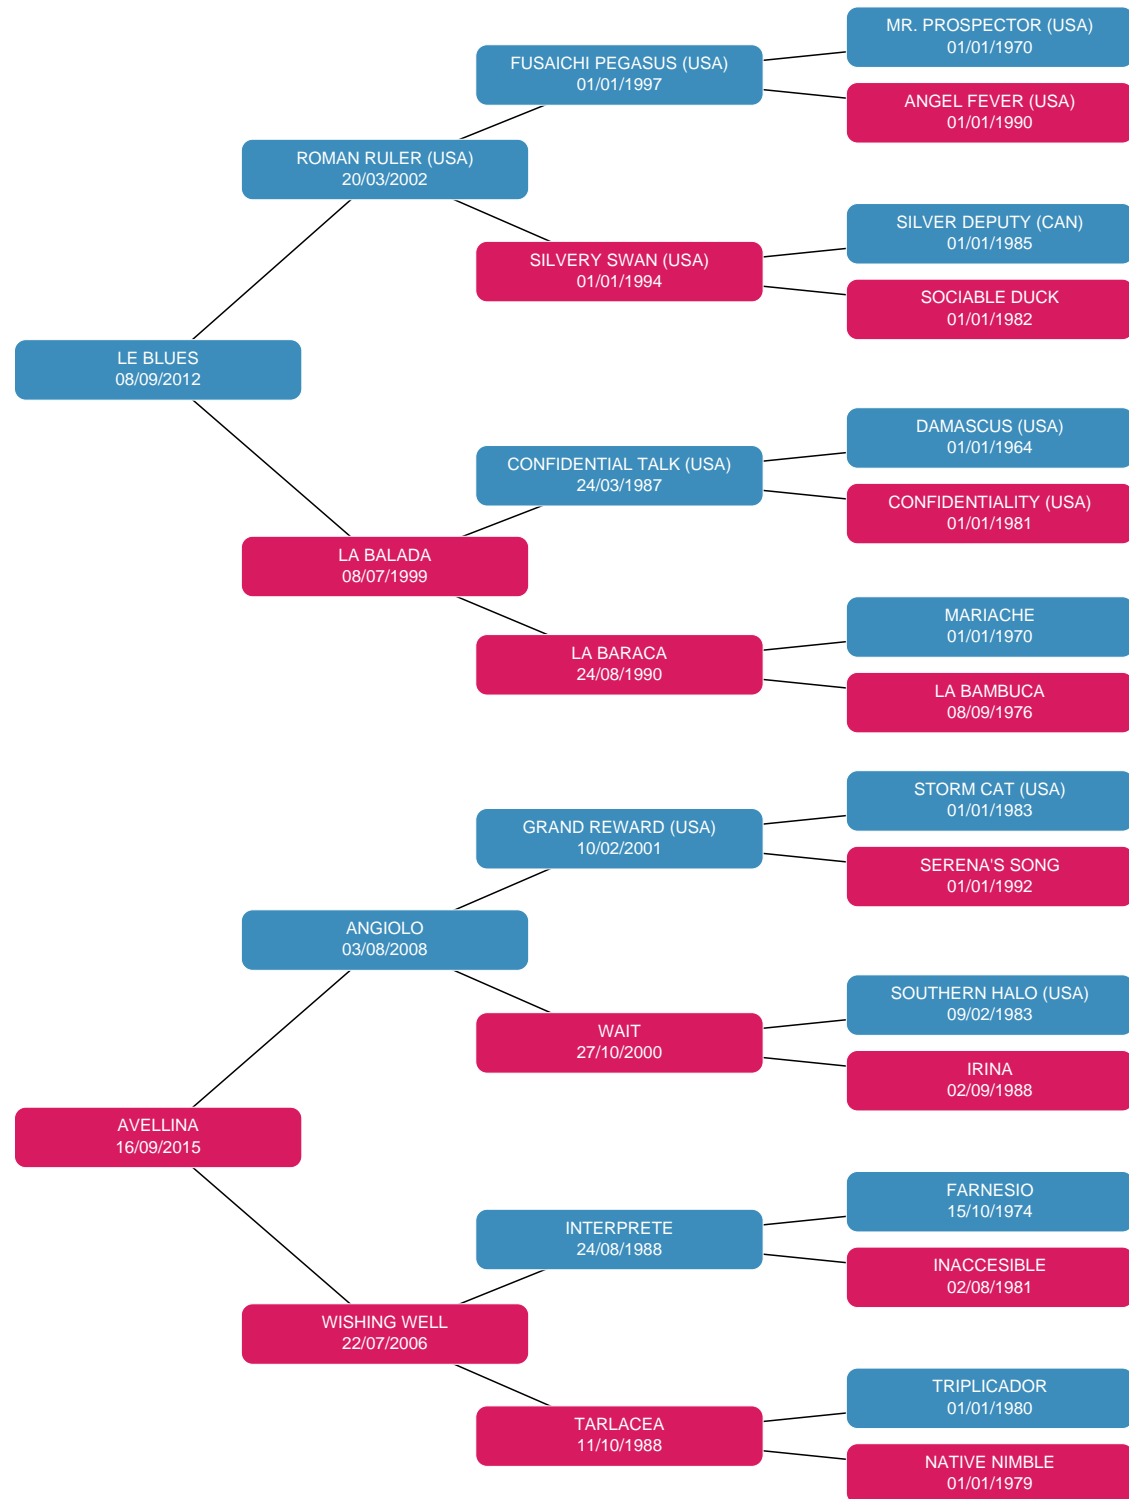 MR. PROSPECTOR (USA)
01/01/1970
FUSAICHI PEGASUS (USA)
01/01/1997
ANGEL FEVER (USA)
01/01/1990
ROMAN RULER (USA)
20/03/2002
SILVER DEPUTY (CAN)
01/01/1985
SILVERY SWAN (USA)
01/01/1994
SOCIABLE DUCK
01/01/1982
LE BLUES
08/09/2012
DAMASCUS (USA)
01/01/1964
CONFIDENTIAL TALK (USA)
24/03/1987
CONFIDENTIALITY (USA)
01/01/1981
LA BALADA
08/07/1999
MARIACHE
01/01/1970
LA BARACA
24/08/1990
LA BAMBUCA
08/09/1976
STORM CAT (USA)
01/01/1983
GRAND REWARD (USA)
10/02/2001
SERENA'S SONG
01/01/1992
ANGIOLO
03/08/2008
SOUTHERN HALO (USA)
09/02/1983
WAIT
27/10/2000
IRINA
02/09/1988
AVELLINA
16/09/2015
FARNESIO
15/10/1974
INTERPRETE
24/08/1988
INACCESIBLE
02/08/1981
WISHING WELL
22/07/2006
TRIPLICADOR
01/01/1980
TARLACEA
11/10/1988
NATIVE NIMBLE
01/01/1979